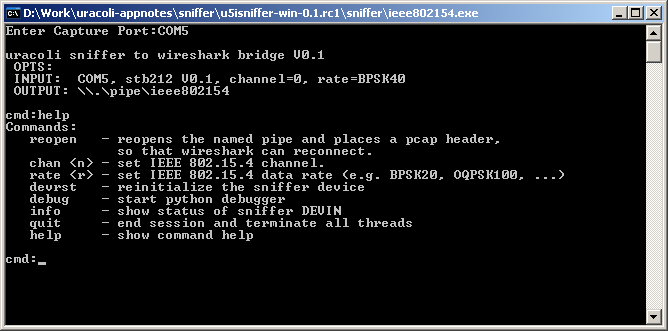 D:\Work\uracoli-appnotes\sniffer\u5isniffer-win-0.1.rc1\sniffer\ieee802154.exe
Enter Capture Port:COM5
uracoli sniffer to wireshark bridge V0.1
OPTS:
INPUT:  COM5, stb212 V0.1, channel=0, rate=BPSK40
OUTPUT: \\.\pipe\ieee802154
cmd:help
Commands:
reopen   - reopens the named pipe and places a pcap header,
so that wireshark can reconnect.
chan <n> - set IEEE 802.15.4 channel.
rate <r> - set IEEE 802.15.4 data rate (e.g. BPSK20, OQPSK100, ...)
devrst   - reinitialize the sniffer device
debug    - start python debugger
info     - show status of sniffer DEVIN
quit     - end session and terminate all threads
help     - show command help
cmd:_